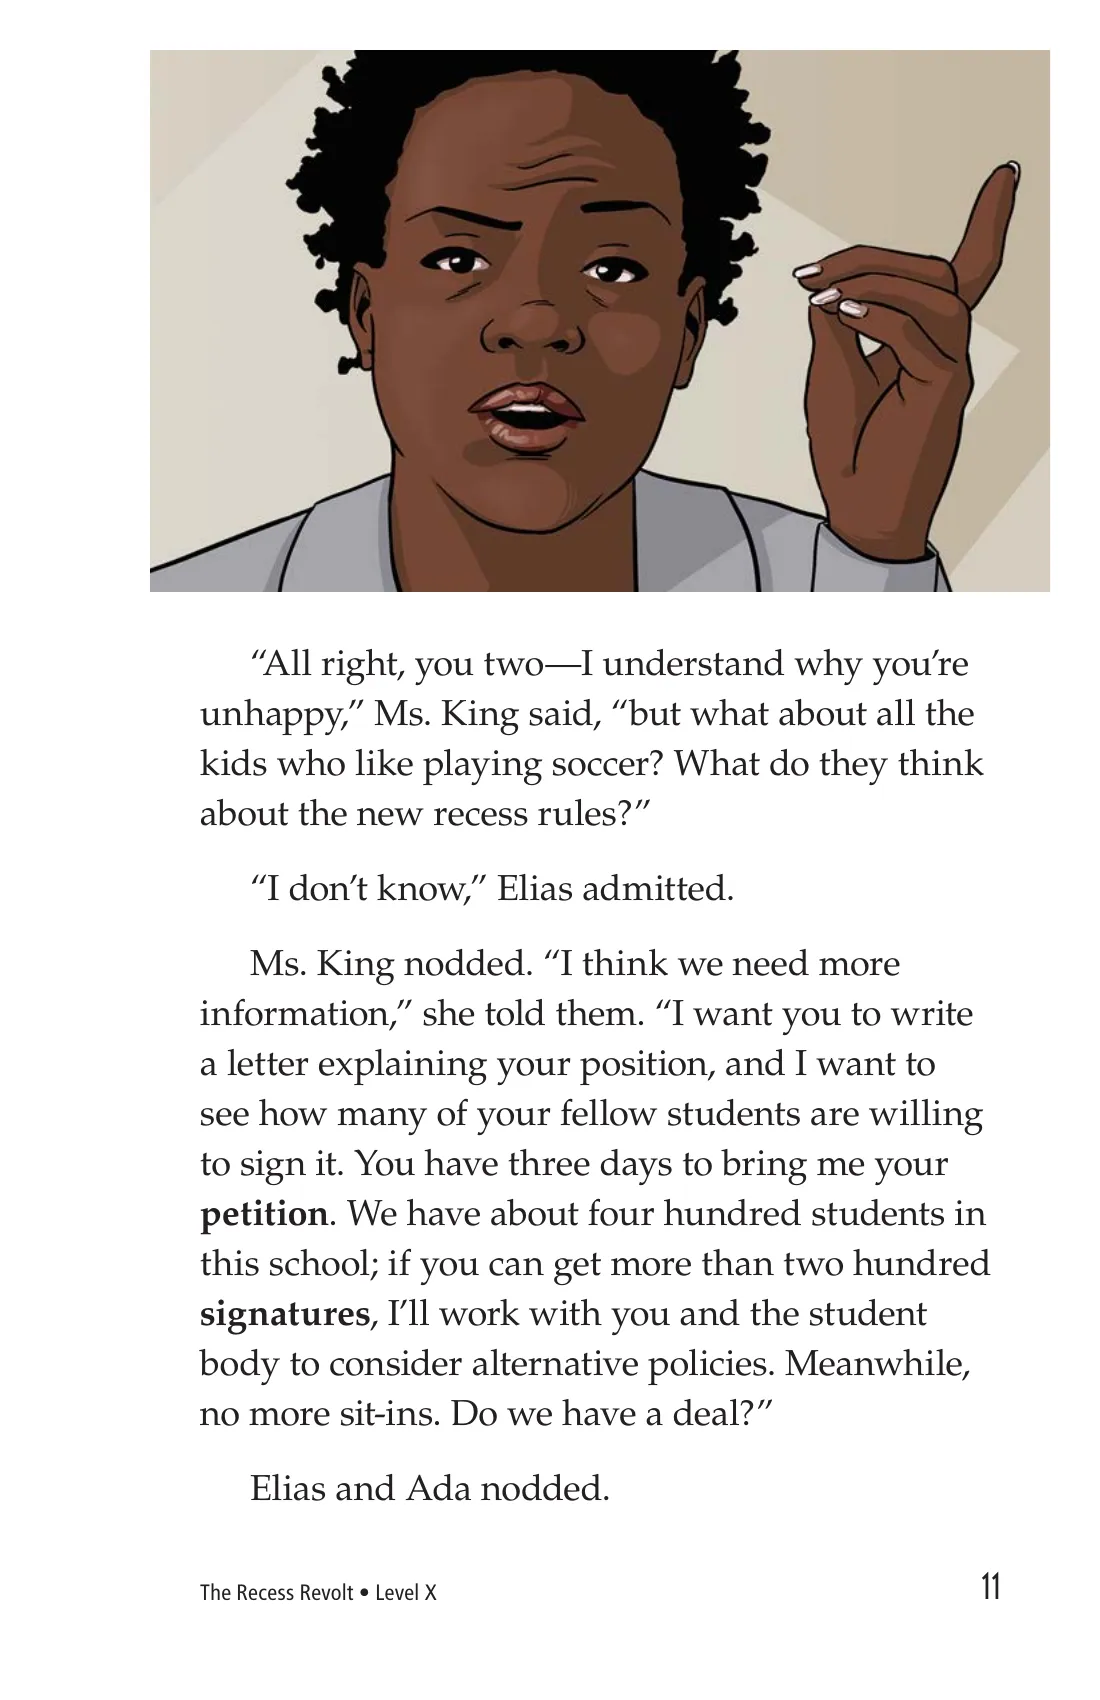 “All right, you two—I understand why you’re
unhappy,” Ms. King said, “but what about all the
kids who like playing soccer? What do they think
about the new recess rules?”
“I don’t know,” Elias admitted.
Ms. King nodded. “I think we need more
information,” she told them. “I want you to write
a letter explaining your position, and I want to
see how many of your fellow students are willing
to sign it. You have three days to bring me your
petition. We have about four hundred students in
this school; if you can get more than two hundred
signatures, I’ll work with you and the student
body to consider alternative policies. Meanwhile,
no more sit-ins. Do we have a deal?”
Elias and Ada nodded.
The Recess Revolt • Level X
11